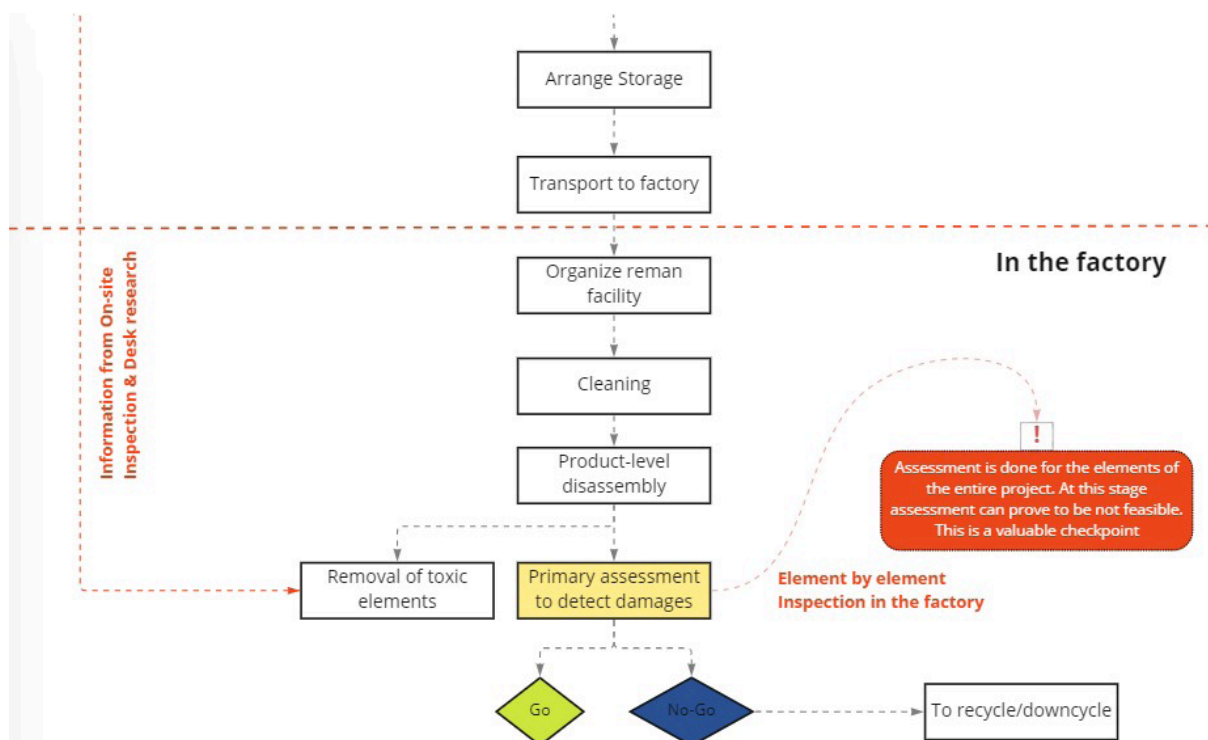 Arrange Storage
Transport to factory
In the factory
Organize reman
facility
Information from On-site
Inspection & Desk research
Cleaning
!
Product-level
disassembly
Assessment is done for the elements of
the entire project. At this stage
assessment can prove to be not feasible.
This is a valuable checkpoint
Removal of toxic
elements
Primary assessment
to detect damages
Element by element
Inspection in the factory
Go
No-Go
To recycle/downcycle